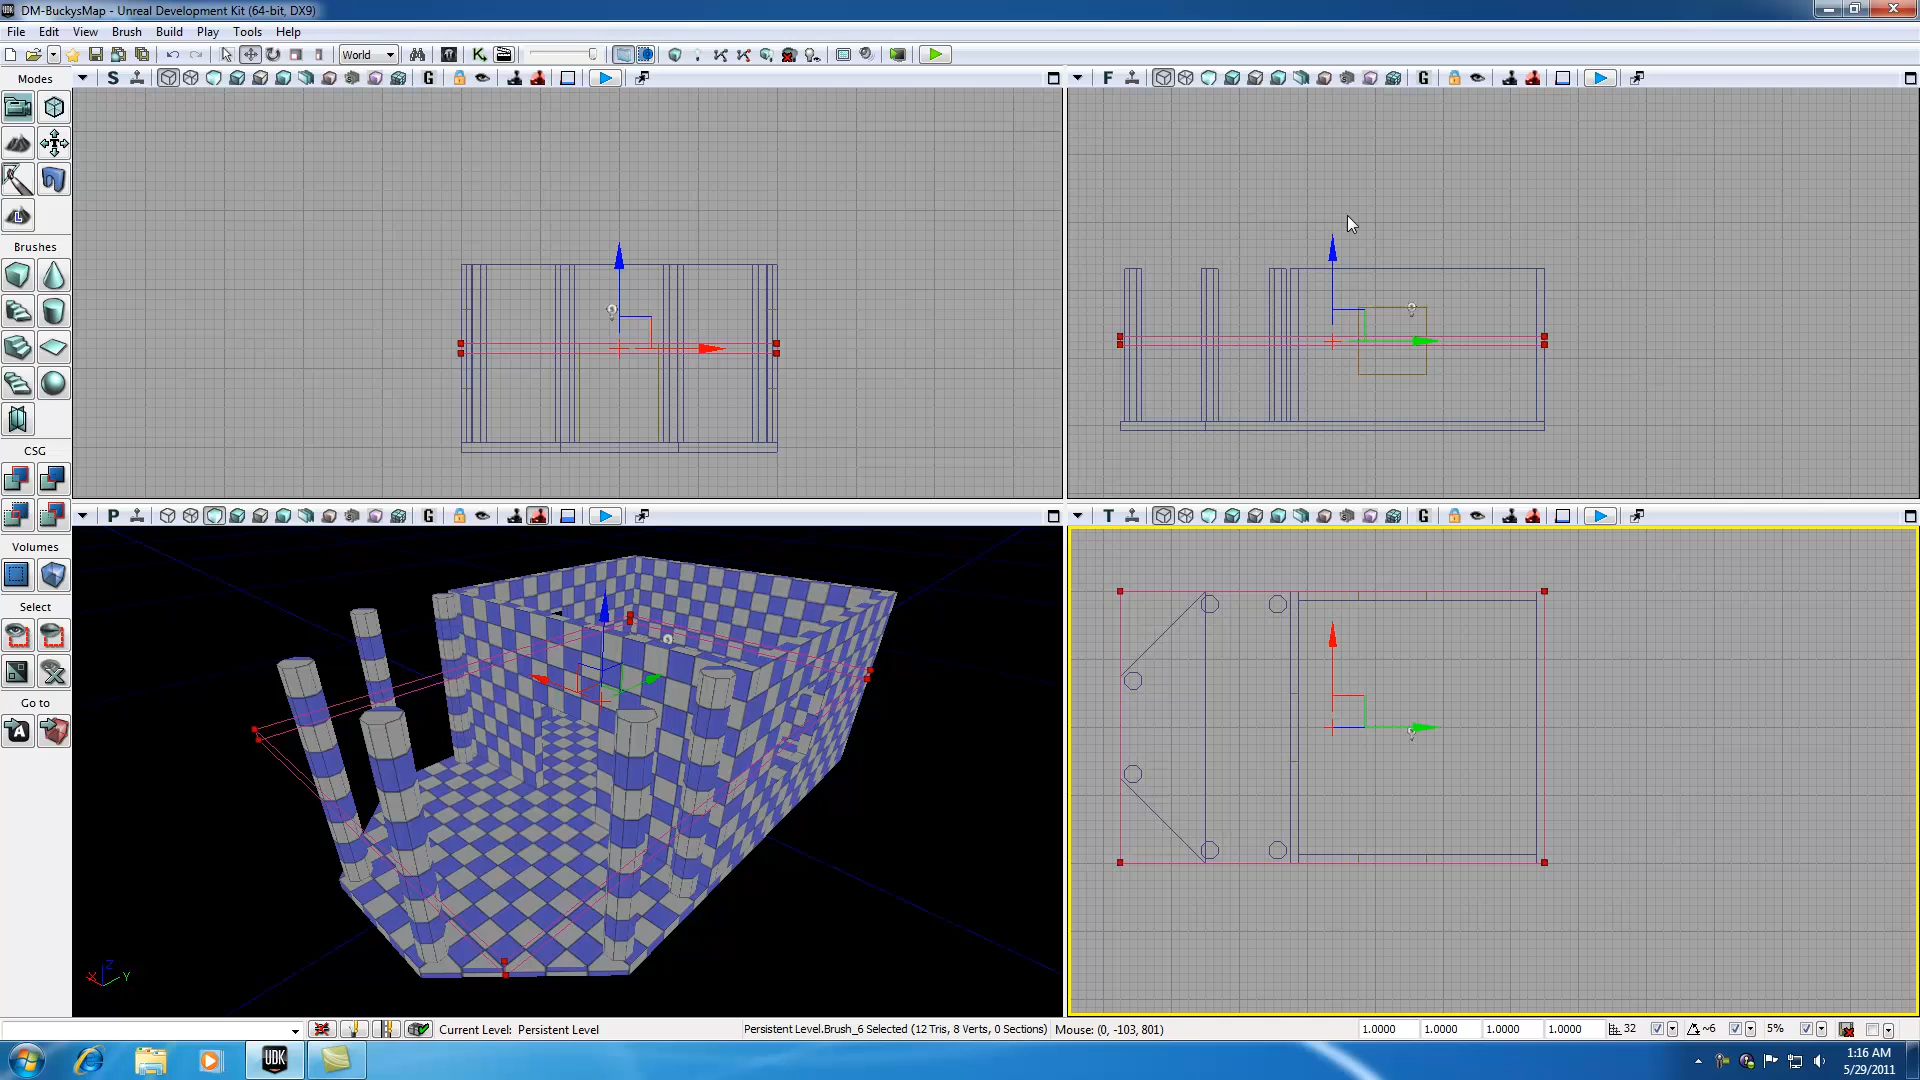 DM-BuckysMap - Unreal Development Kit (64-bit, DX9)
File Edit View Brush Build Play Tools Help
World
Modes
S G
F G
Brushes
CSG
P G
T G
Volumes
Select
Go to
A
X Z Y
Current Level: Persistent Level
Persistent Level.Brush_6 Selected (12 Tris, 8 Verts, 0 Sections)
Mouse: (0, -103, 801)
1.0000 1.0000 1.0000 1.0000
32
~6
5%
UDK
1:16 AM
5/29/2011